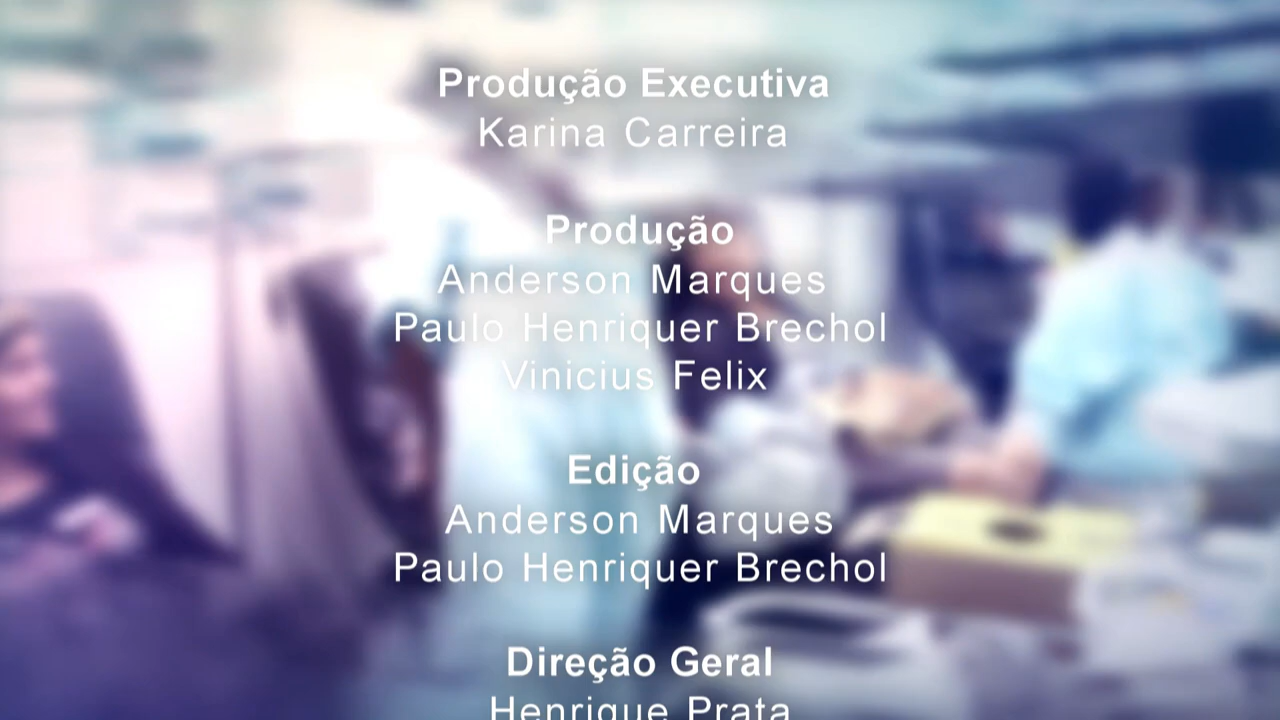 Produção Executiva
Karina Carreira
Produção
Anderson Marques
Paulo Henriquer Brechol
Vinicius Felix
Edição
Anderson Marques
Paulo Henriquer Brechol
Direção Geral
Henrique Prata